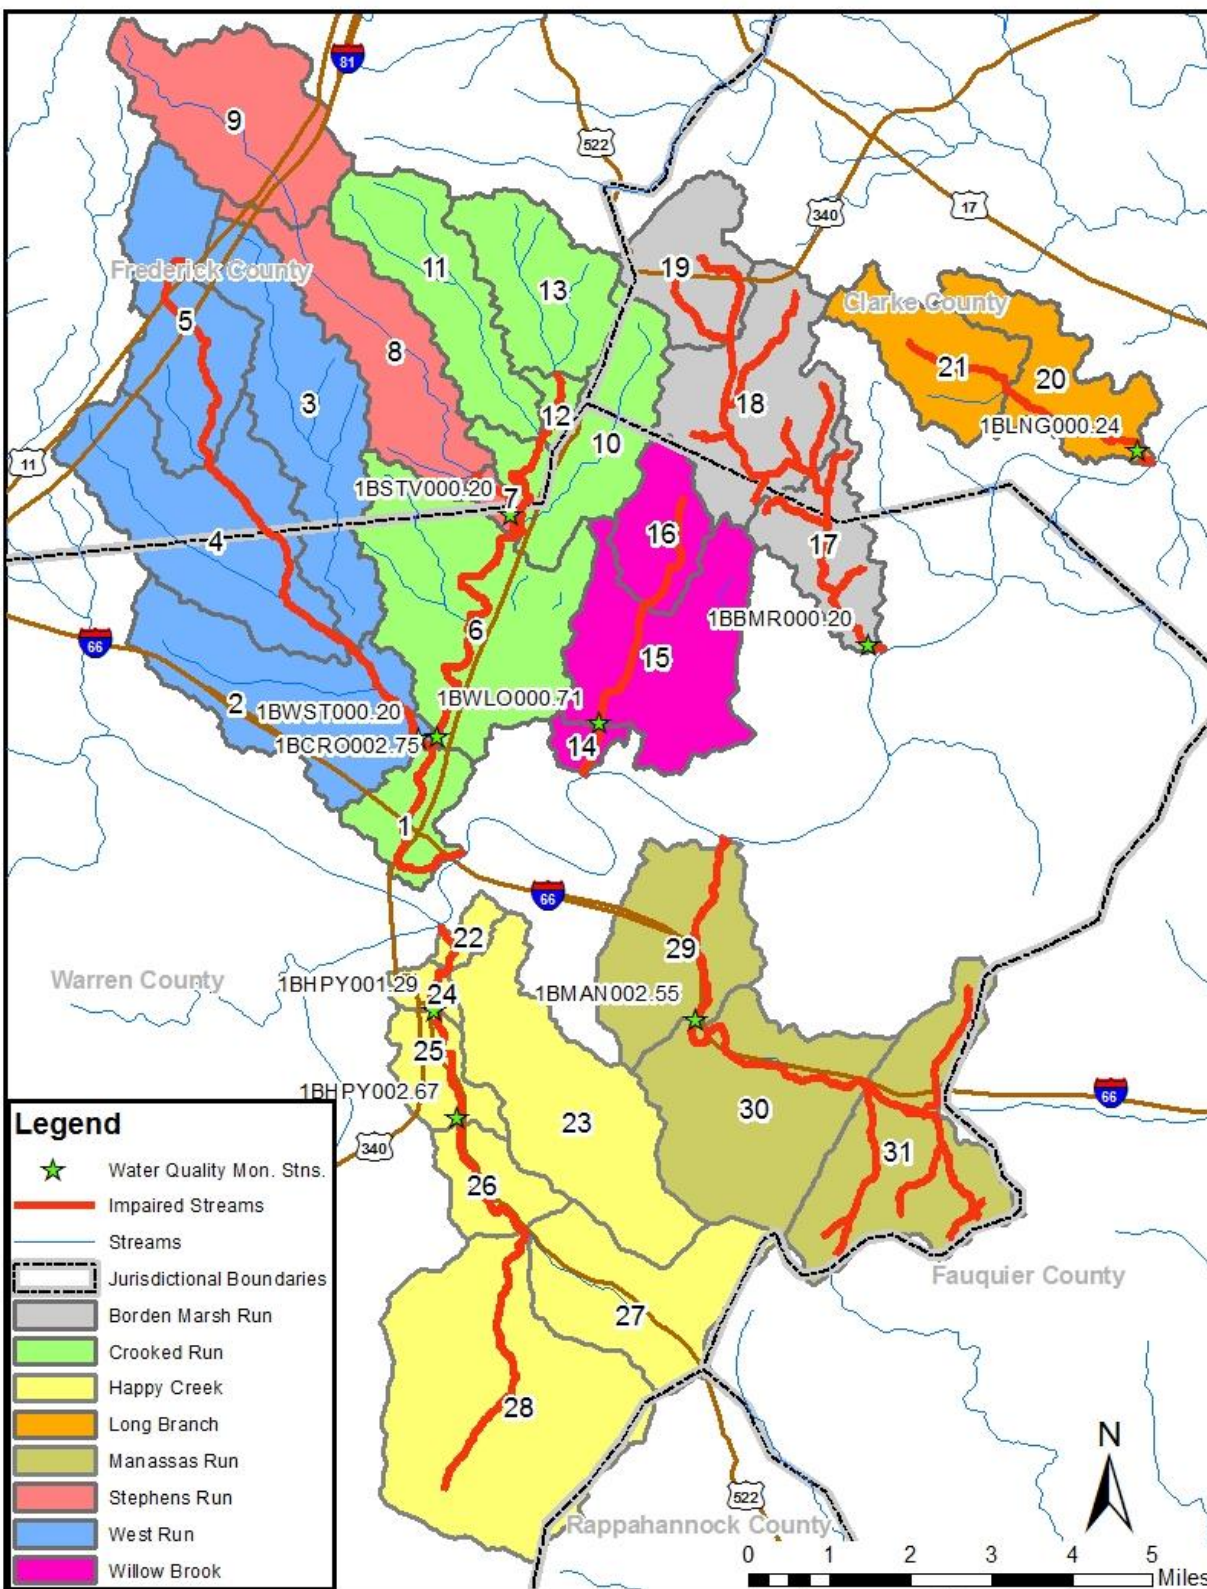 81
9
522
17
340
19
11
Frederick County
13
Clarke County
5
21
20
3
8
18
12
10
1BLNG000.24
11
1BSTV000.20
7
16
4
17
6
1BBMR000.20
66
15
2
1BWLO000.71
1BWST000.20
14
1BCRO002.75
1
66
22
29
Warren County
1BHPY001.29
24
1BMAN002.55
25
1BHPY002.67
66
30
23
340
31
26
Fauquier County
27
28
522
Rappahannock County
Legend
Water Quality Mon. Stns.
Impaired Streams
Streams
Jurisdictional Boundaries
Borden Marsh Run
Crooked Run
Happy Creek
Long Branch
Manassas Run
Stephens Run
West Run
Willow Brook
N
0 1 2 3 4 5
Miles